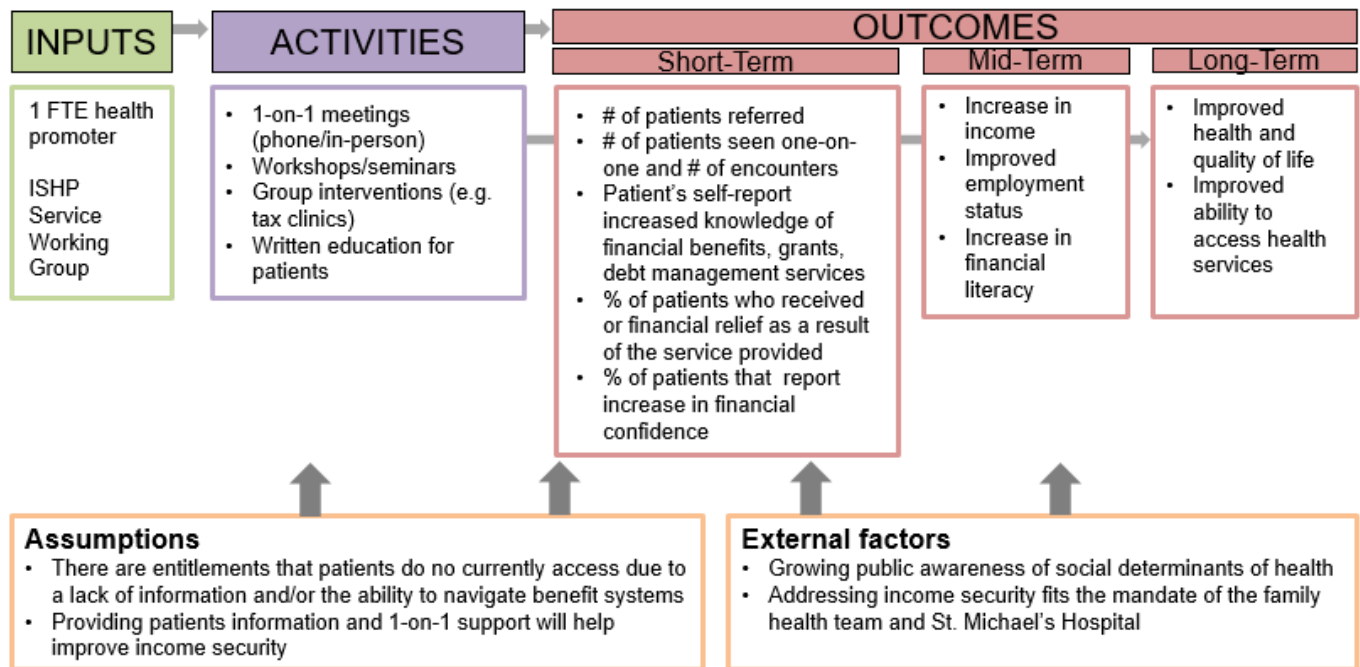 INPUTS
ACTIVITIES
OUTCOMES
Short-Term
Mid-Term
Long-Term
1 FTE health
promoter
ISHP
Service
Working
Group
• 1-on-1 meetings
(phone/in-person)
• Workshops/seminars
• Group interventions (e.g.
tax clinics)
• Written education for
patients
• # of patients referred
• # of patients seen one-on-
one and # of encounters
• Patient's self-report
increased knowledge of
financial benefits, grants,
debt management services
• % of patients who received
or financial relief as a result
of the service provided
• % of patients that report
increase in financial
confidence
• Increase in
income
• Improved
employment
status
• Increase in
financial
literacy
• Improved
health and
quality of life
• Improved
ability to
access health
services
Assumptions
• There are entitlements that patients do no currently access due to
a lack of information and/or the ability to navigate benefit systems
• Providing patients information and 1-on-1 support will help
improve income security
External factors
• Growing public awareness of social determinants of health
• Addressing income security fits the mandate of the family
health team and St. Michael's Hospital